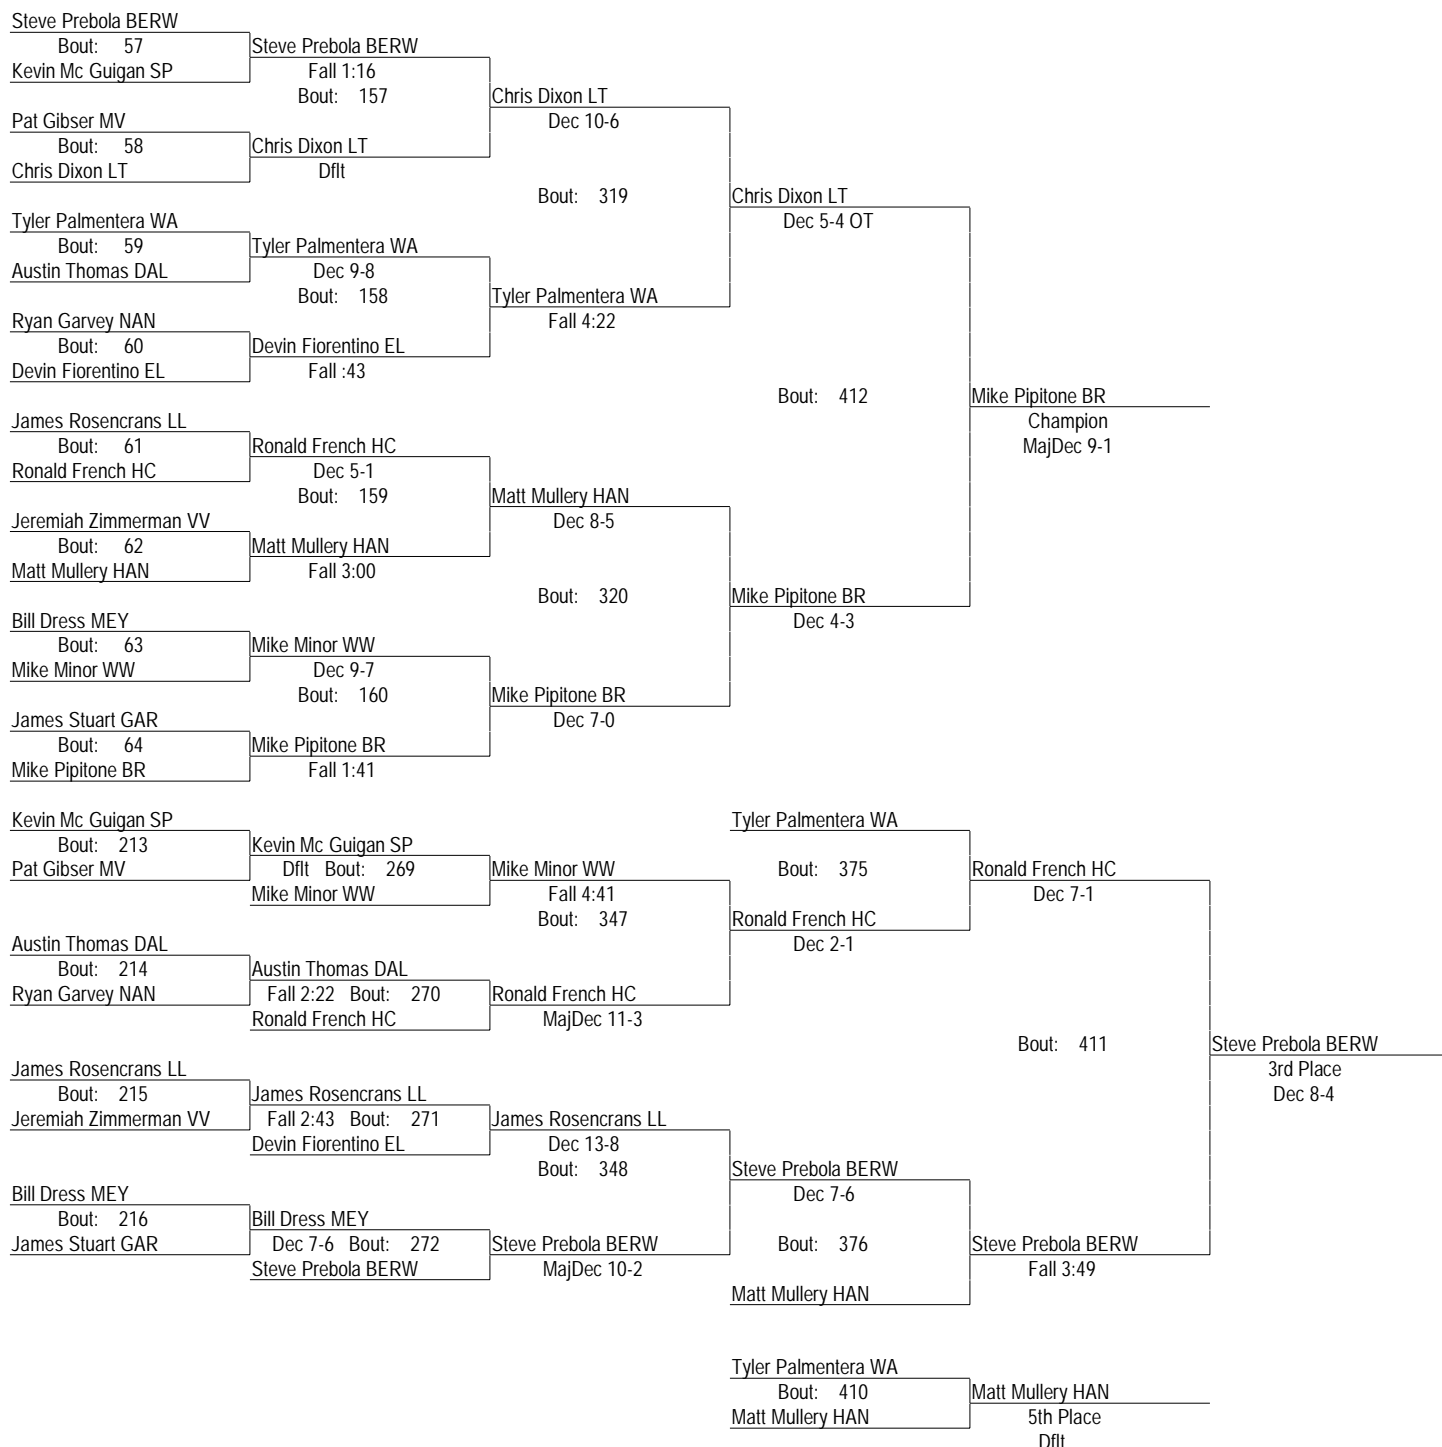 Steve Prebola BERW
Bout: 57 Steve Prebola BERW
Kevin Mc Guigan SP Fall 1:16
Bout: 157 Chris Dixon LT
Pat Gibser MV Dec 10-6
Bout: 58 Chris Dixon LT
Chris Dixon LT Dflt
Bout: 319 Chris Dixon LT
Tyler Palmentera WA Dec 5-4 OT
Bout: 59 Tyler Palmentera WA
Austin Thomas DAL Dec 9-8
Bout: 158 Tyler Palmentera WA
Ryan Garvey NAN Fall 4:22
Bout: 60 Devin Fiorentino EL
Devin Fiorentino EL Fall :43
Bout: 412 Mike Pipitone BR
James Rosencrans LL Champion
Bout: 61 Ronald French HC MajDec 9-1
Ronald French HC Dec 5-1
Bout: 159 Matt Mullery HAN
Jeremiah Zimmerman VV Dec 8-5
Bout: 62 Matt Mullery HAN
Matt Mullery HAN Fall 3:00
Bout: 320 Mike Pipitone BR
Bill Dress MEY Dec 4-3
Bout: 63 Mike Minor WW
Mike Minor WW Dec 9-7
Bout: 160 Mike Pipitone BR
James Stuart GAR Dec 7-0
Bout: 64 Mike Pipitone BR
Mike Pipitone BR Fall 1:41
Kevin Mc Guigan SP Tyler Palmentera WA
Bout: 213 Kevin Mc Guigan SP
Pat Gibser MV Dflt Bout: 269 Mike Minor WW Bout: 375 Ronald French HC
Mike Minor WW Fall 4:41 Dec 7-1
Bout: 347 Ronald French HC
Austin Thomas DAL Dec 2-1
Bout: 214 Austin Thomas DAL
Ryan Garvey NAN Fall 2:22 Bout: 270 Ronald French HC
Ronald French HC MajDec 11-3
Bout: 411 Steve Prebola BERW
James Rosencrans LL 3rd Place
Bout: 215 James Rosencrans LL Dec 8-4
Jeremiah Zimmerman VV Fall 2:43 Bout: 271 James Rosencrans LL
Devin Fiorentino EL Dec 13-8
Bout: 348 Steve Prebola BERW
Bill Dress MEY Dec 7-6
Bout: 216 Bill Dress MEY
James Stuart GAR Dec 7-6 Bout: 272 Steve Prebola BERW Bout: 376 Steve Prebola BERW
Steve Prebola BERW MajDec 10-2 Fall 3:49
Matt Mullery HAN
Tyler Palmentera WA
Bout: 410 Matt Mullery HAN
Matt Mullery HAN 5th Place
Dflt